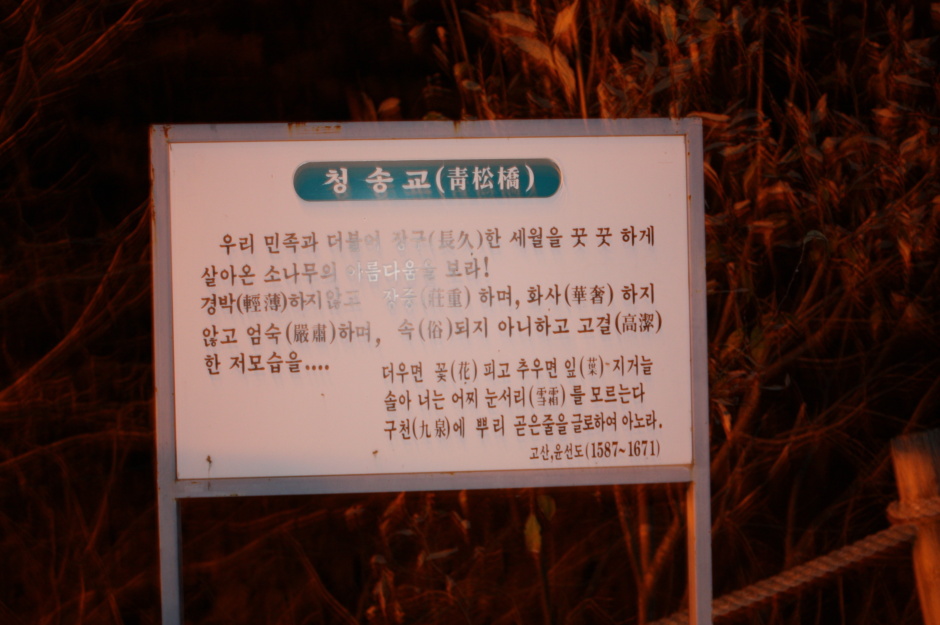 청송교(靑松橋)
우리 민족과 더불어 장구(長久)한 세월을 꿋꿋하게
살아온 소나무의 아름다움을 보라!
경박(輕薄)하지않고 장중(莊重)하며, 화사(華奢)하지
않고 엄숙(嚴肅)하며, 속(俗)되지 아니하고 고결(高潔)
한 저모습을....
더우면 꽃(花)피고 추우면 잎(葉)-지거늘
솔아 너는 어찌 눈서리(雪霜)를 모르는다
구천(九泉)에 뿌리 곧은줄을글로하여 아노라.
고산,윤선도(1587~1671)